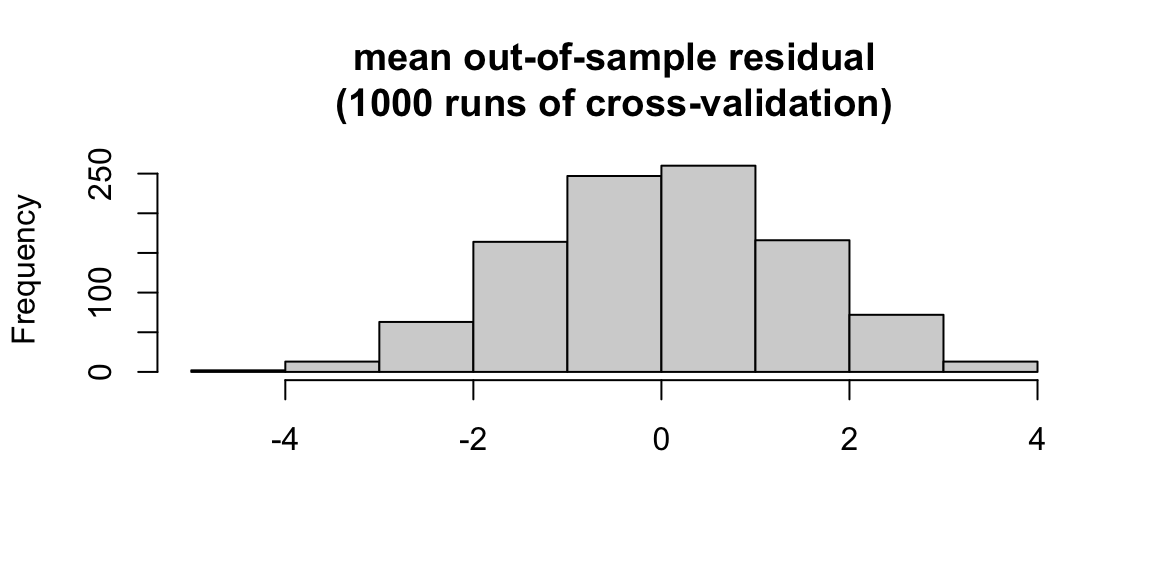 mean out-of-sample residual
(1000 runs of cross-validation)
Frequency
250
100
0
-4 -2 0 2 4